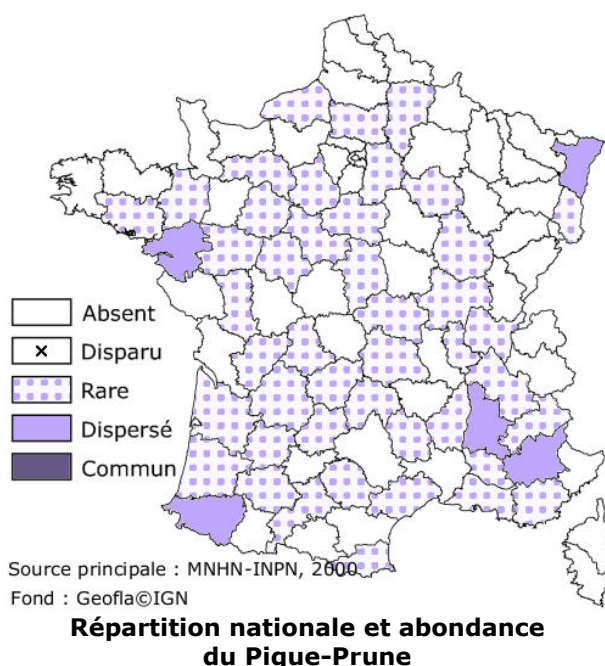 Absent
Disparu
Rare
Dispersé
Commun
Source principale : MNHN-INPN, 2000
Fond : Geofla©IGN
Répartition nationale et abondance
du Pique-Prune